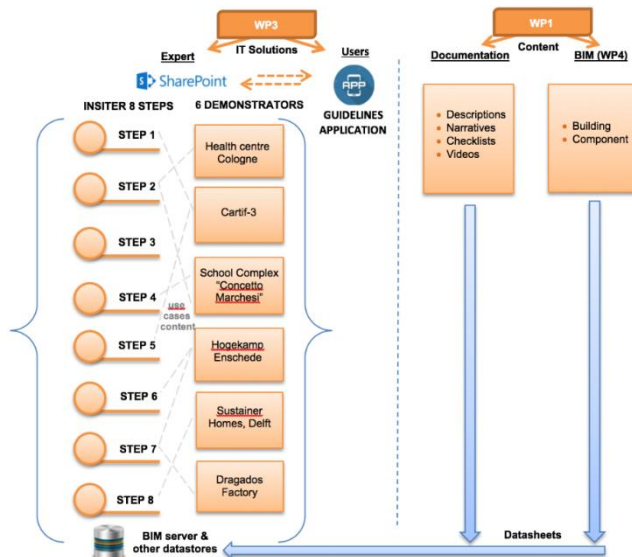 WP3
Expert
IT Solutions
Users
SharePoint
APP
GUIDELINES
APPLICATION
INSITER 8 STEPS
6 DEMONSTRATORS
STEP 1
STEP 2
STEP 3
STEP 4
STEP 5
STEP 6
STEP 7
STEP 8
use
cases
content
Health centre
Cologne
Cartif-3
School Complex
"Concetto
Marchesi"
Hogekamp
Enschede
Sustainer
Homes, Delft
Dragados
Factory
BIM server &
other datastores
WP1
Content
Documentation
BIM (WP4)
Descriptions
Narratives
Checklists
Videos
Building
Component
Datasheets